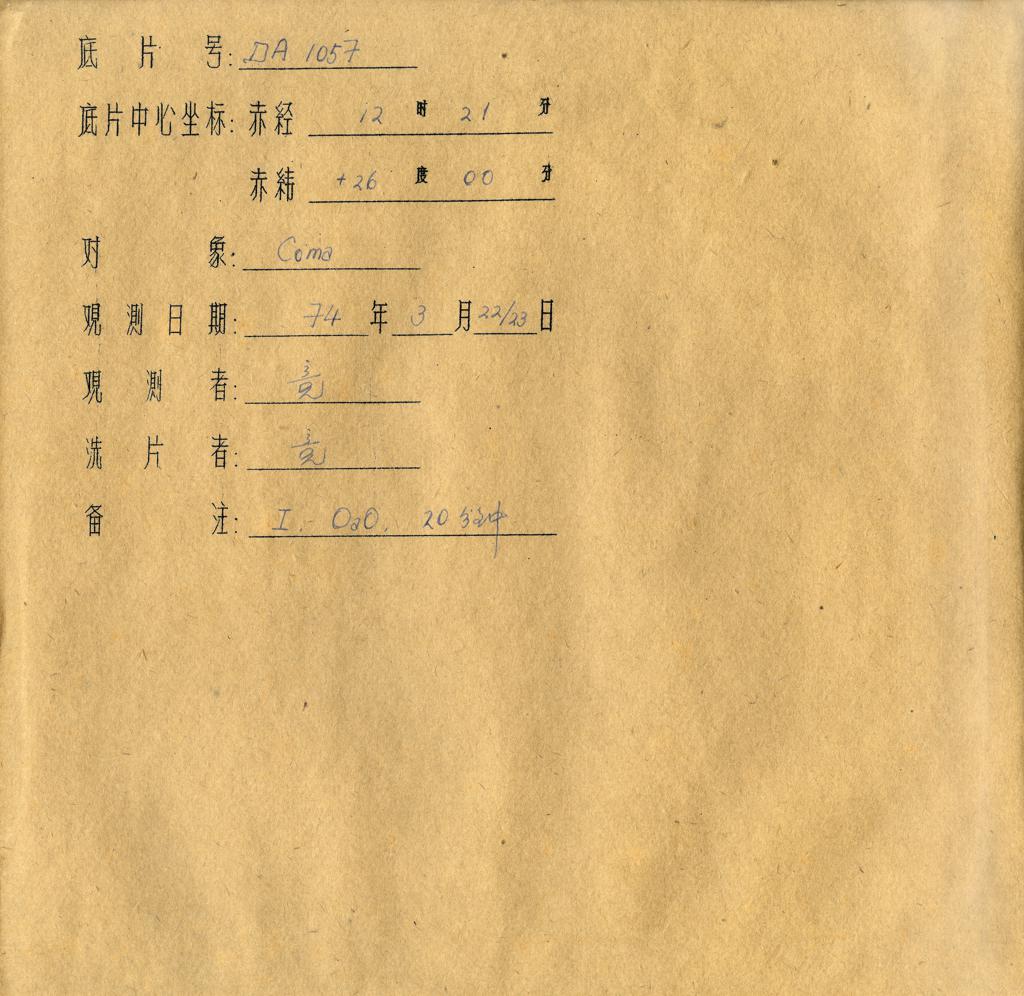 底片号: DA 1057
底片中心坐标: 赤经 12 时 21 分
赤纬 +26 度 00 分
对象: Coma
观测日期: 74 年 3 月 22/23 日
观测者: 竞
洗片者: 竞
备注: I. OaO. 20分钟